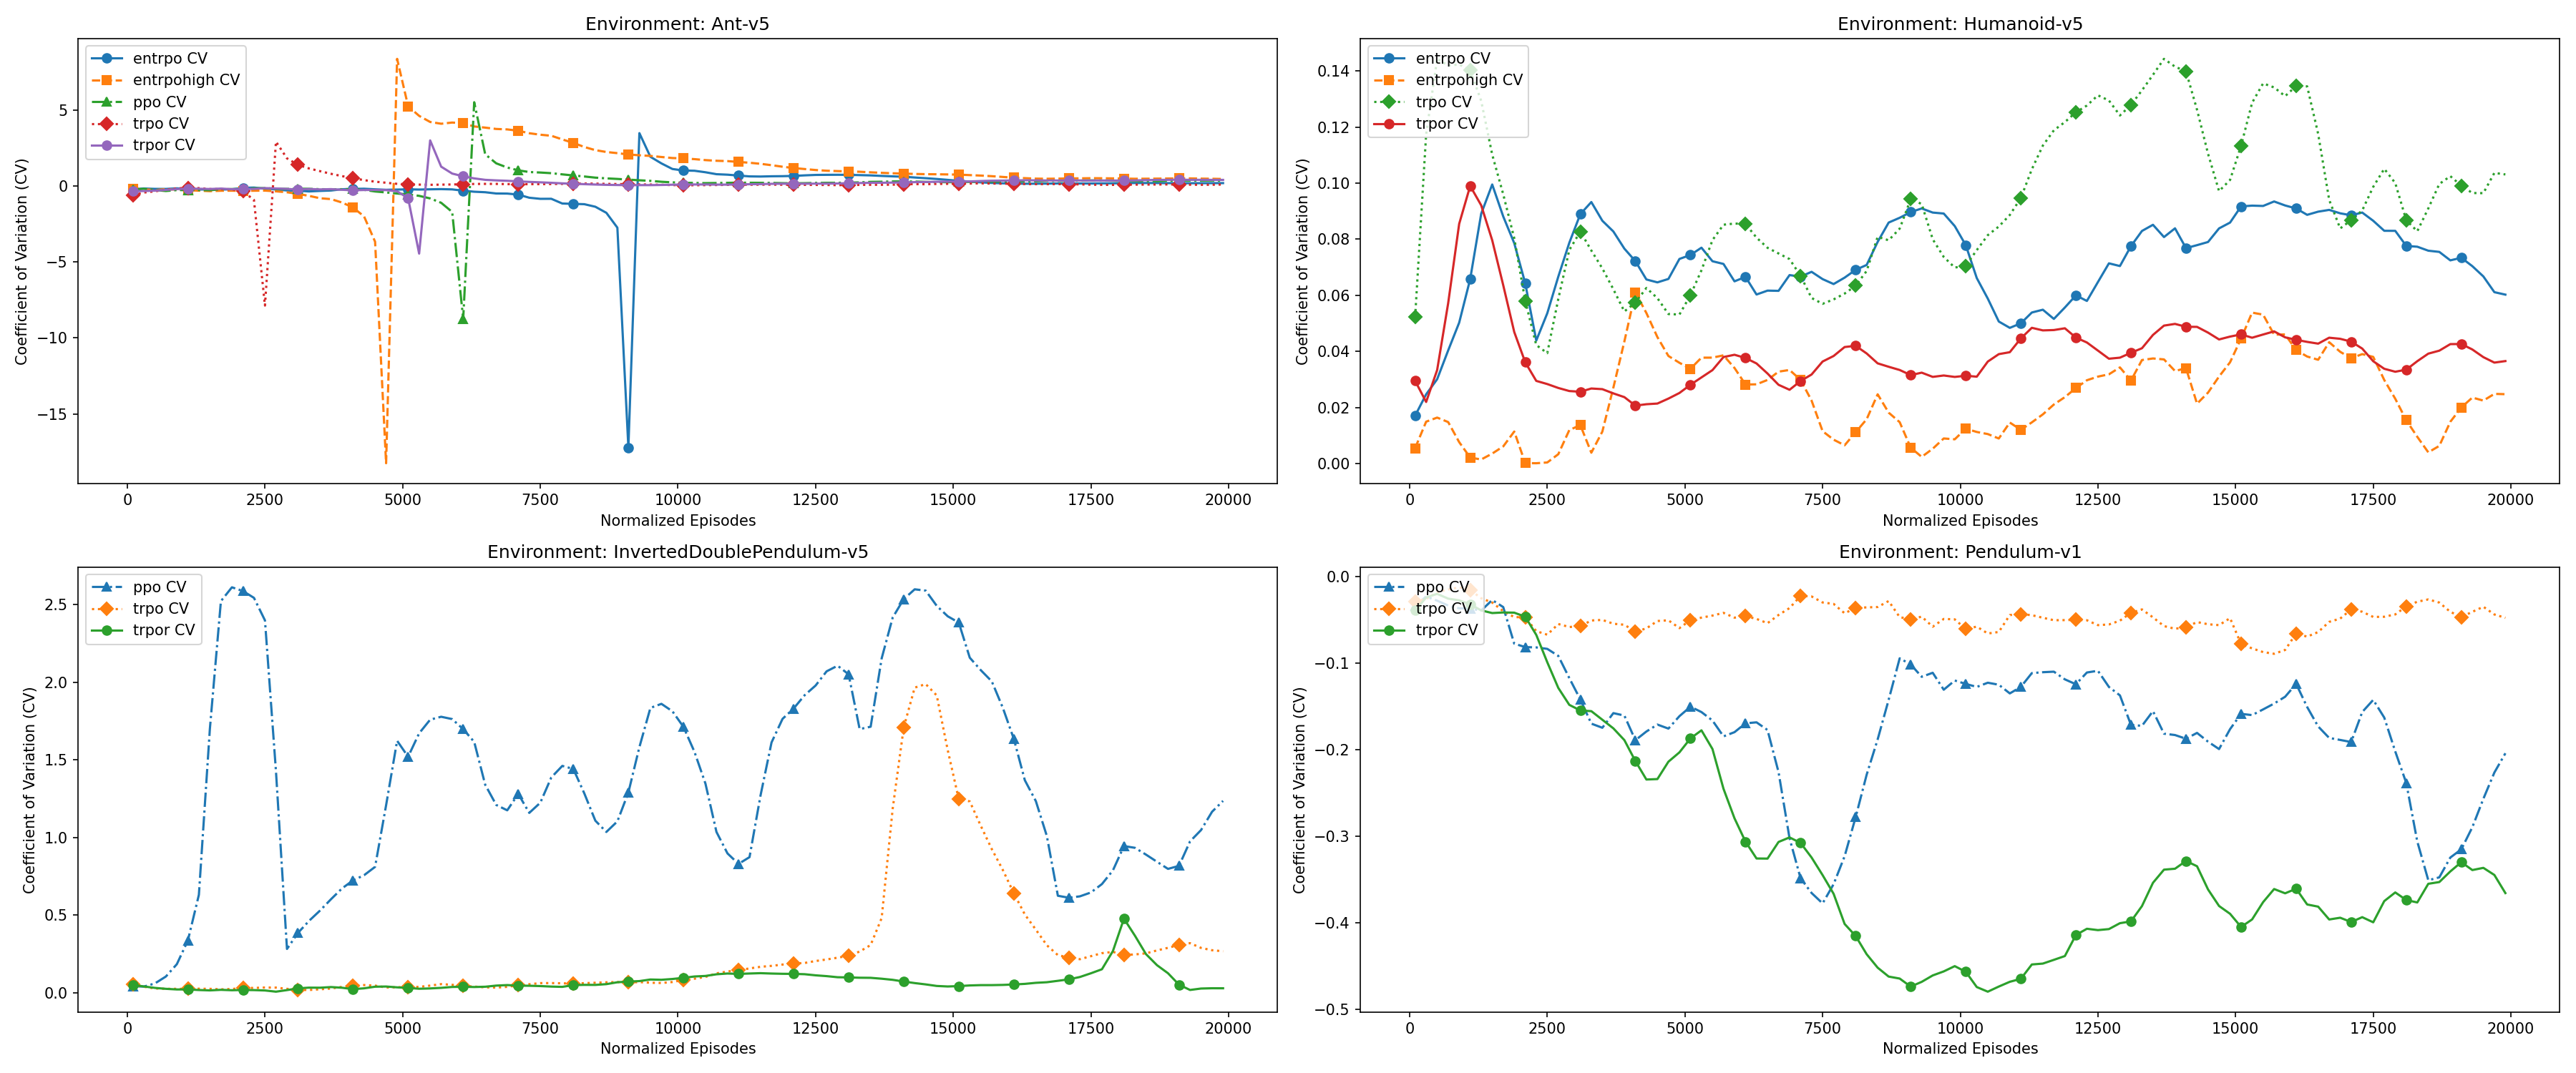 Environment: Ant-v5
entrpo CV
entrpohigh CV
ppo CV
trpo CV
trpor CV
Coefficient of Variation (CV)
5
0
−5
−10
−15
0 2500 5000 7500 10000 12500 15000 17500 20000
Normalized Episodes
Environment: Humanoid-v5
entrpo CV
entrpohigh CV
trpo CV
trpor CV
Coefficient of Variation (CV)
0.14
0.12
0.10
0.08
0.06
0.04
0.02
0.00
0 2500 5000 7500 10000 12500 15000 17500 20000
Normalized Episodes
Environment: InvertedDoublePendulum-v5
ppo CV
trpo CV
trpor CV
Coefficient of Variation (CV)
2.5
2.0
1.5
1.0
0.5
0.0
0 2500 5000 7500 10000 12500 15000 17500 20000
Normalized Episodes
Environment: Pendulum-v1
ppo CV
trpo CV
trpor CV
Coefficient of Variation (CV)
0.0
−0.1
−0.2
−0.3
−0.4
−0.5
0 2500 5000 7500 10000 12500 15000 17500 20000
Normalized Episodes